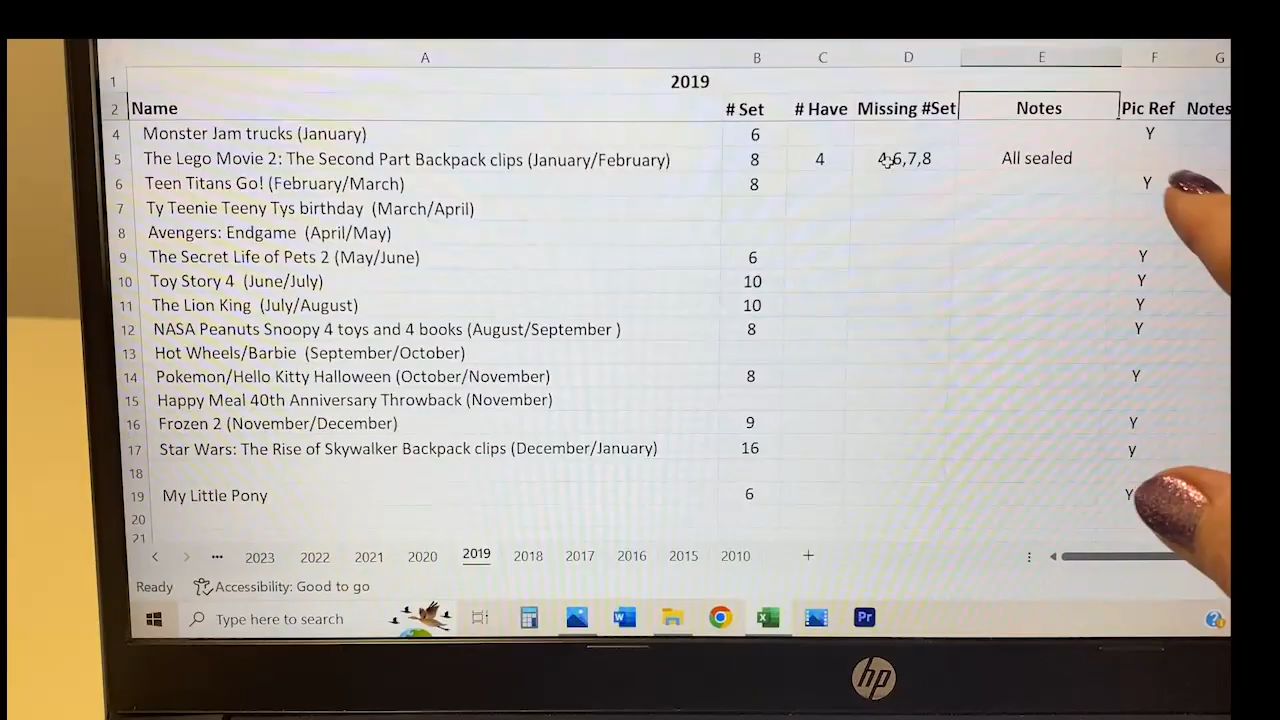 A B C D E F G
1 2019
2 Name # Set # Have Missing #Set Notes Pic Ref Notes
4 Monster Jam trucks (January) 6 Y
5 The Lego Movie 2: The Second Part Backpack clips (January/February) 8 4 4,6,7,8 All sealed
6 Teen Titans Go! (February/March) 8 Y
7 Ty Teenie Teeny Tys birthday (March/April)
8 Avengers: Endgame (April/May)
9 The Secret Life of Pets 2 (May/June) 6 Y
10 Toy Story 4 (June/July) 10 Y
11 The Lion King (July/August) 10 Y
12 NASA Peanuts Snoopy 4 toys and 4 books (August/September ) 8 Y
13 Hot Wheels/Barbie (September/October)
14 Pokemon/Hello Kitty Halloween (October/November) 8 Y
15 Happy Meal 40th Anniversary Throwback (November)
16 Frozen 2 (November/December) 9 Y
17 Star Wars: The Rise of Skywalker Backpack clips (December/January) 16 y
18
19 My Little Pony 6 Y
20
21
... 2023 2022 2021 2020 2019 2018 2017 2016 2015 2010 +
Ready Accessibility: Good to go
Type here to search W X Pr
hp